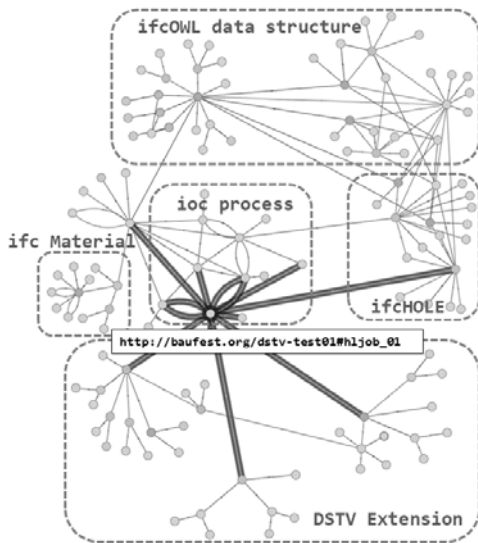 ifcOWL data structure
ioc process
ifc Material
ifcHOLE
http://baufest.org/dstv-test01#hljob_01
DSTV Extension